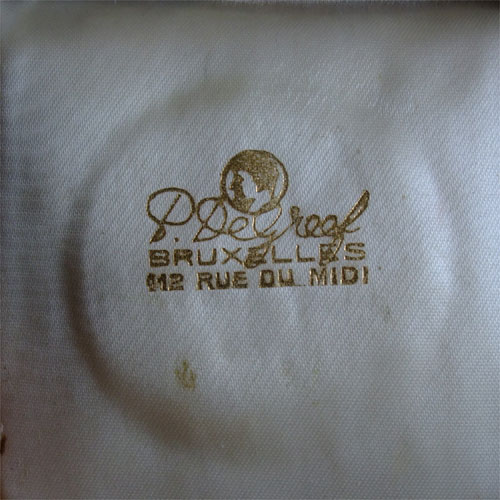 P. De Greef
BRUXELLES
112 RUE DU MIDI